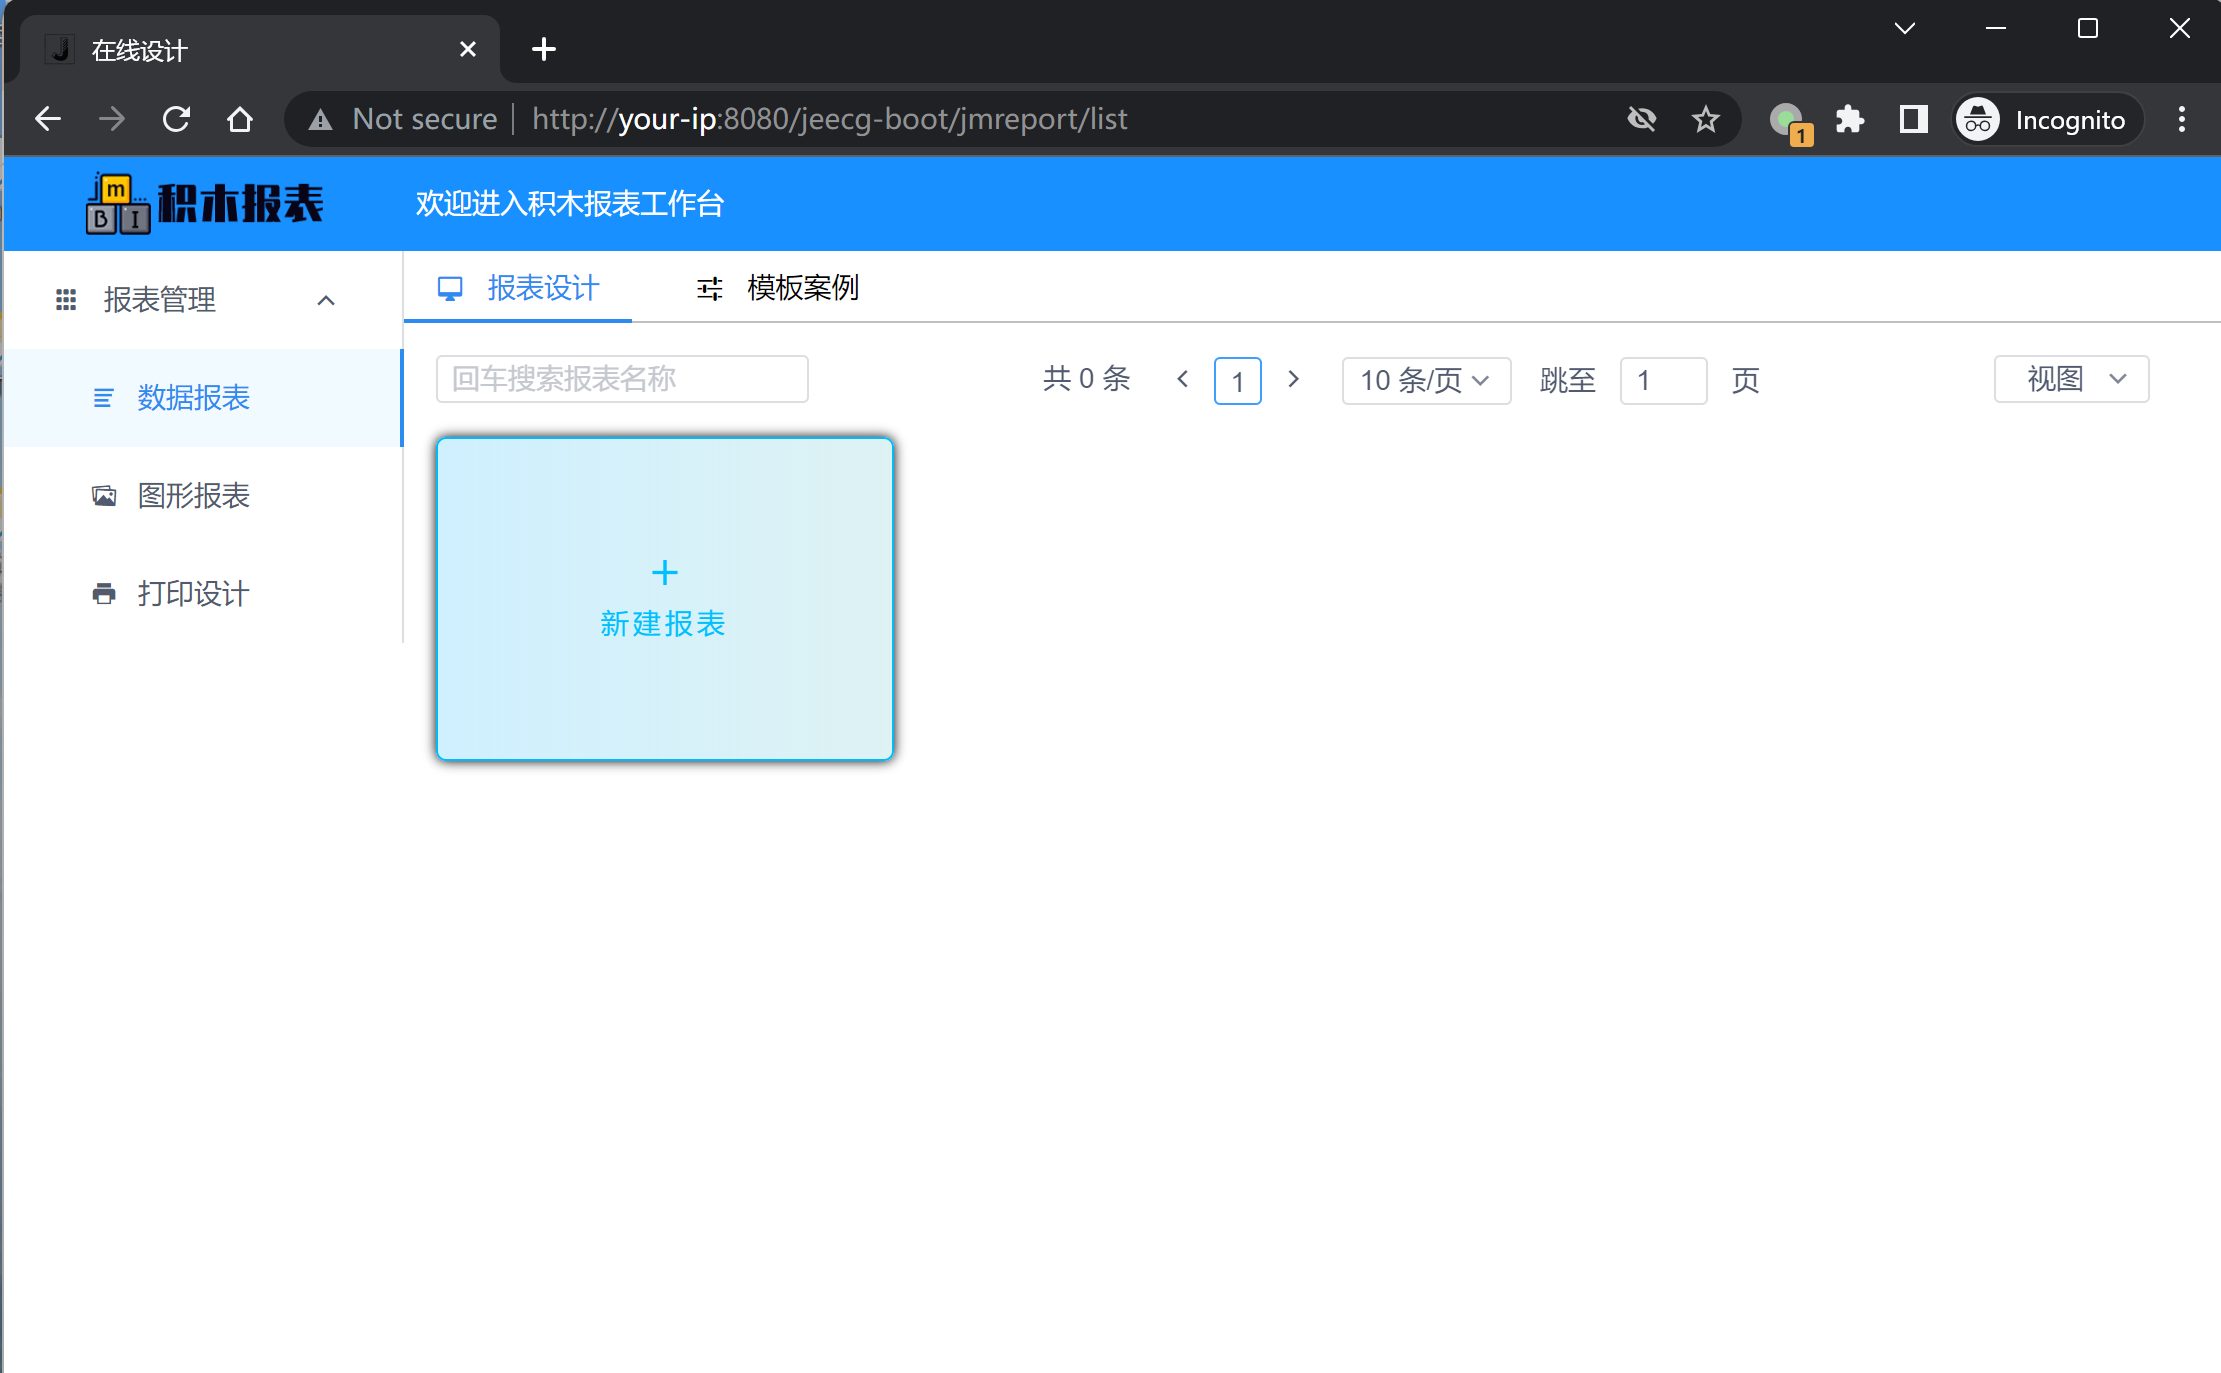 在线设计
Not secure http://your-ip:8080/jeecg-boot/jmreport/list
1
Incognito
jm BI 积木报表
欢迎进入积木报表工作台
报表管理
数据报表
图形报表
打印设计
报表设计
模板案例
回车搜索报表名称
共 0 条
1
10 条/页
跳至 1 页
视图
新建报表